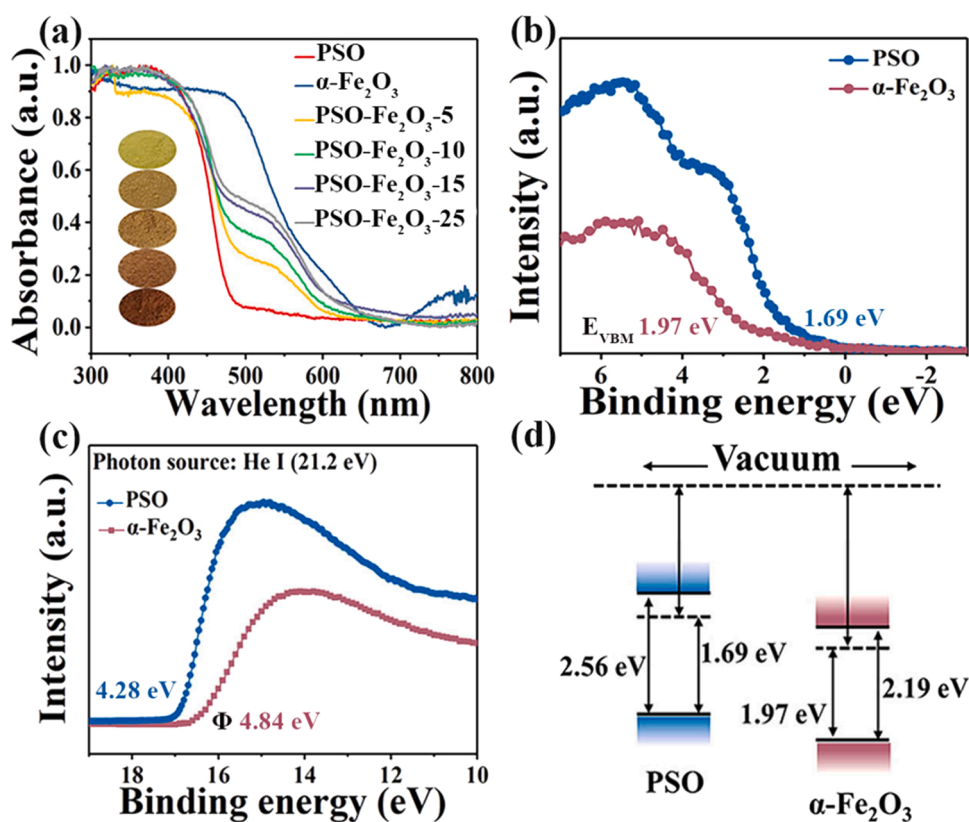 (a)
PSO
α-Fe₂O₃
PSO-Fe₂O₃-5
PSO-Fe₂O₃-10
PSO-Fe₂O₃-15
PSO-Fe₂O₃-25
Absorbance (a.u.)
1.0
0.8
0.6
0.4
0.2
0.0
300 400 500 600 700 800
Wavelength (nm)
(b)
PSO
α-Fe₂O₃
Intensity (a.u.)
E_VBM 1.97 eV 1.69 eV
6 4 2 0 -2
Binding energy (eV)
(c)
Photon source: He I (21.2 eV)
PSO
α-Fe₂O₃
Intensity (a.u.)
4.28 eV
Φ 4.84 eV
18 16 14 12 10
Binding energy (eV)
(d)
Vacuum
2.56 eV
1.69 eV
1.97 eV
2.19 eV
PSO
α-Fe₂O₃